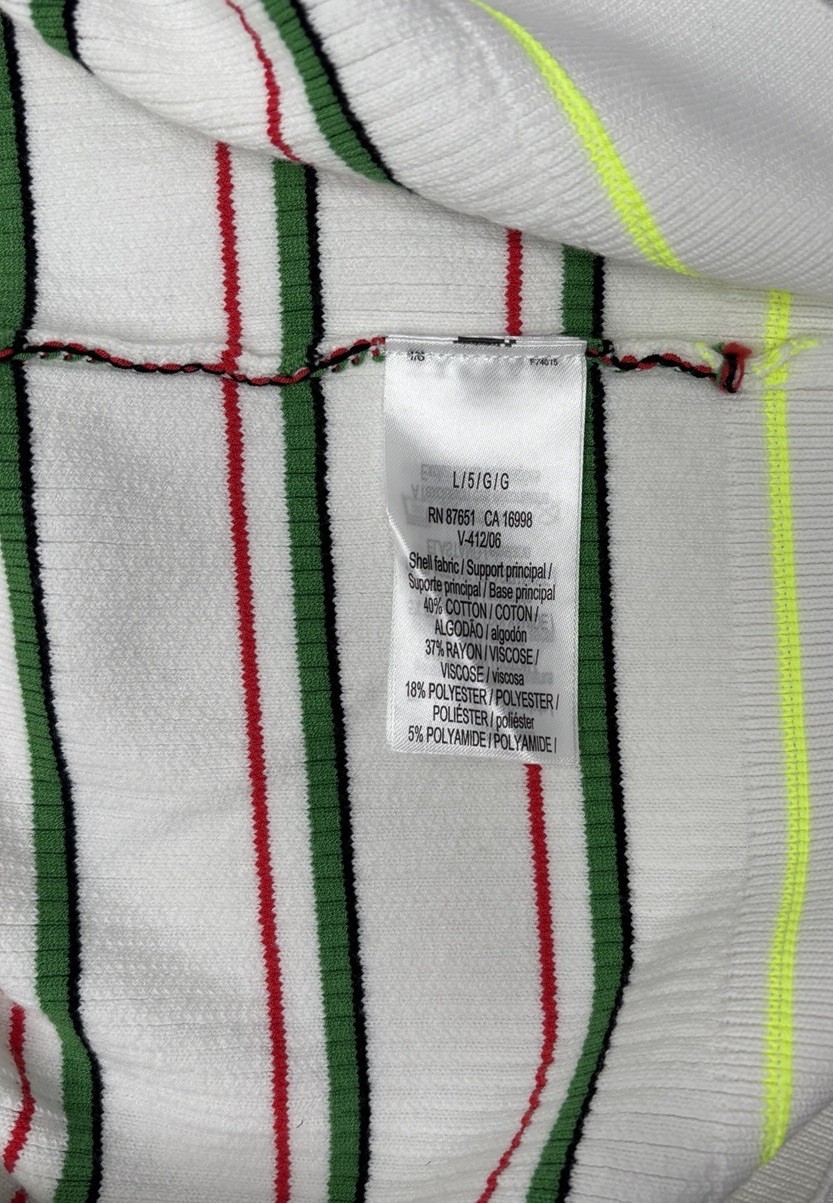 P74015
L/5/G/G
RN 87651 CA 16998
V-412/06
Shell fabric / Support principal /
Suporte principal / Base principal
40% COTTON / COTON /
ALGODÃO / algodón
37% RAYON / VISCOSE /
VISCOSE / viscosa
18% POLYESTER / POLYESTER /
POLIÉSTER / poliéster
5% POLYAMIDE / POLYAMIDE /